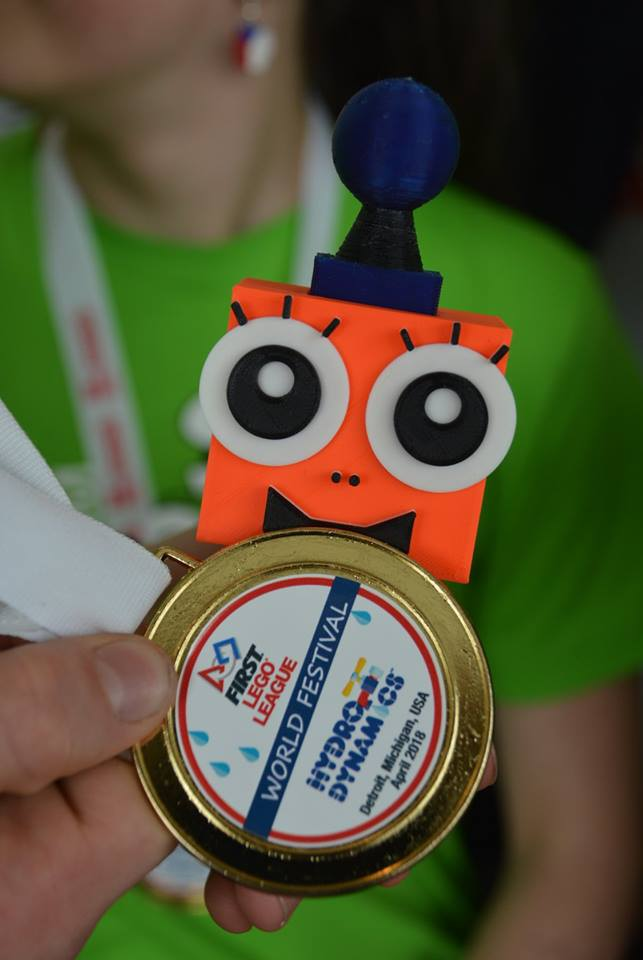 FIRST
LEGO
LEAGUE
WORLD FESTIVAL
HYDRO
DYNAMICS
Detroit, Michigan, USA
April 2018